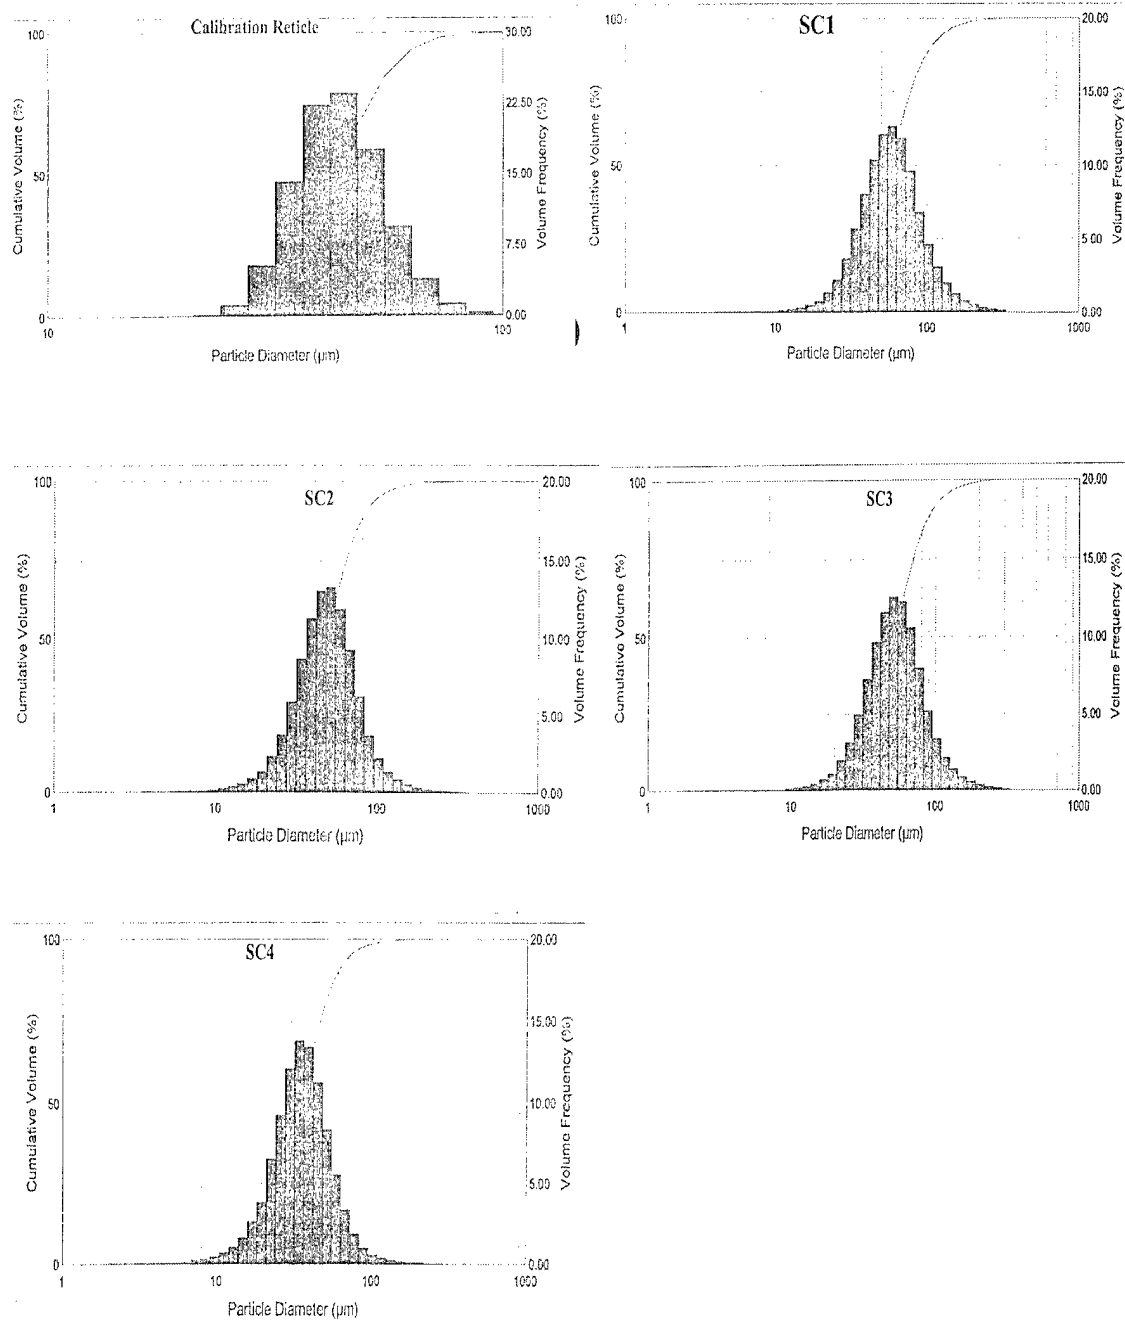 Calibration Reticle
100
50
0
Cumulative Volume (%)
30.00
22.50
15.00
7.50
0.00
Volume Frequency (%)
10
100
Particle Diameter (µm)
SC1
100
50
0
Cumulative Volume (%)
20.00
15.00
10.00
5.00
0.00
Volume Frequency (%)
1
10
100
1000
Particle Diameter (µm)
SC2
100
50
0
Cumulative Volume (%)
20.00
15.00
10.00
5.00
0.00
Volume Frequency (%)
1
10
100
1000
Particle Diameter (µm)
SC3
100
50
0
Cumulative Volume (%)
20.00
15.00
10.00
5.00
0.00
Volume Frequency (%)
1
10
100
1000
Particle Diameter (µm)
SC4
100
50
0
Cumulative Volume (%)
20.00
15.00
10.00
5.00
0.00
Volume Frequency (%)
1
10
100
1000
Particle Diameter (µm)